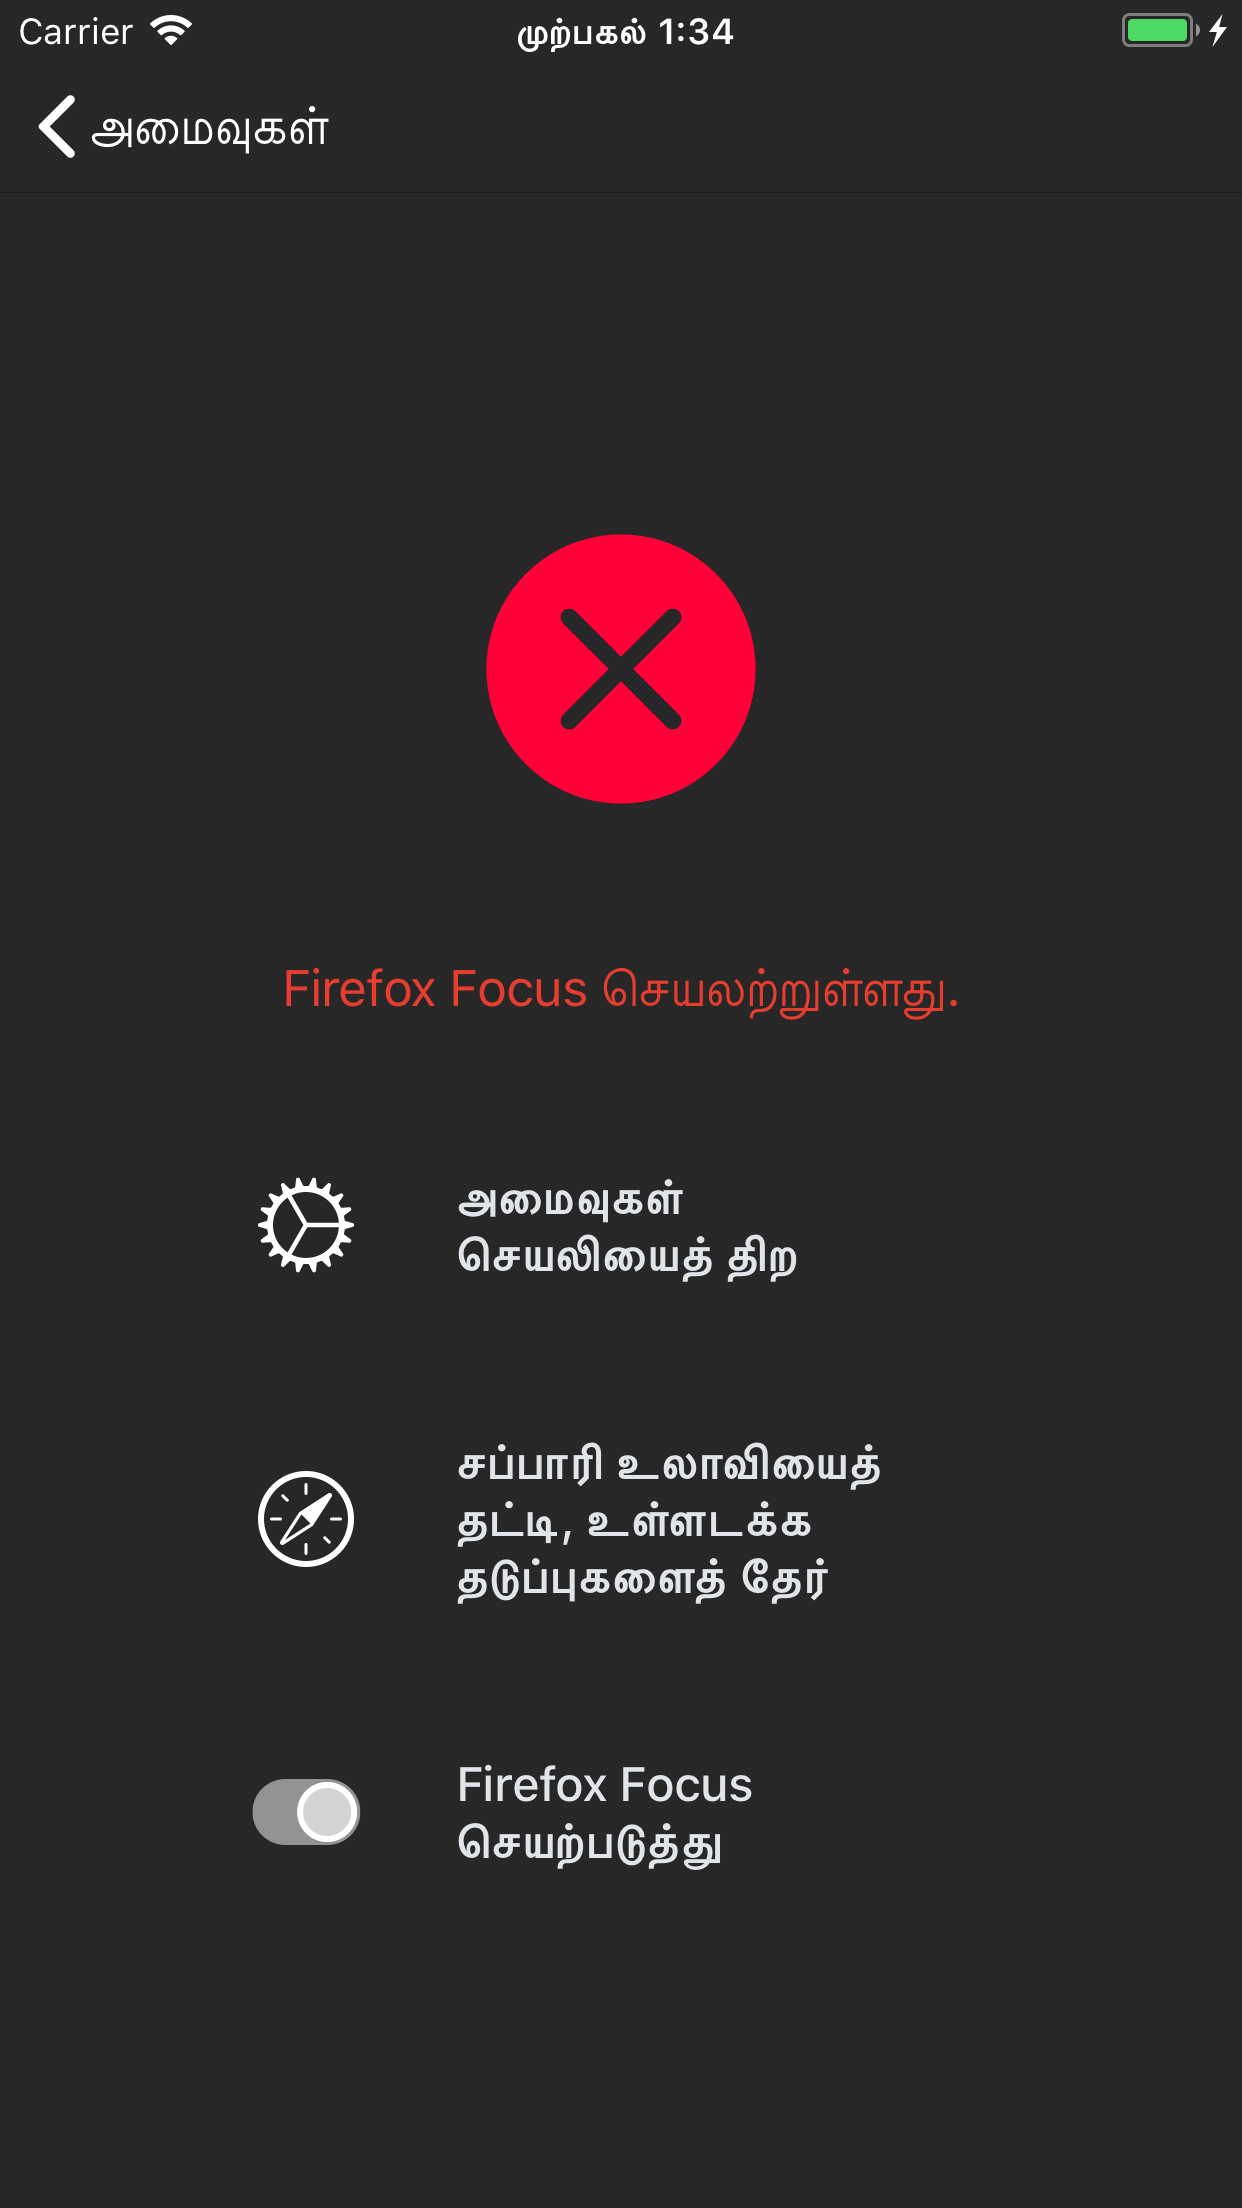 Carrier முற்பகல் 1:34
அமைவுகள்
Firefox Focus செயலற்றுள்ளது.
அமைவுகள்
செயலியைத் திற
சப்பாரி உலாவியைத்
தட்டி, உள்ளடக்க
தடுப்புகளைத் தேர்
Firefox Focus
செயற்படுத்து